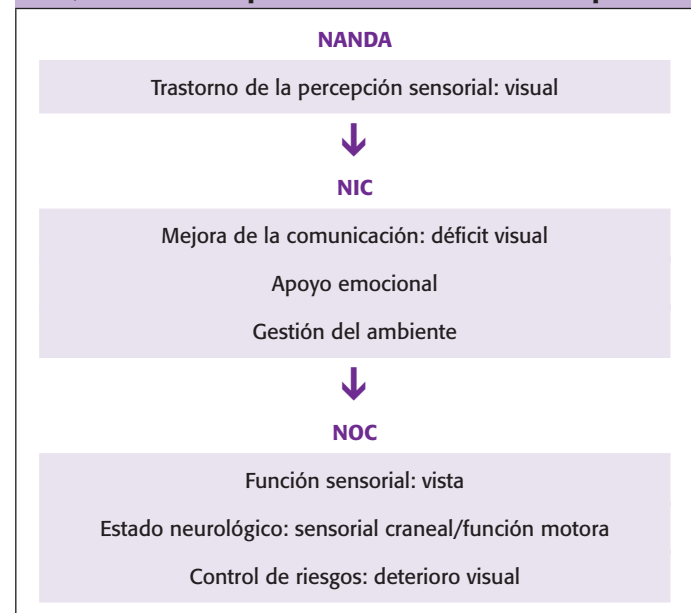 NANDA
Trastorno de la percepción sensorial: visual
NIC
Mejora de la comunicación: déficit visual
Apoyo emocional
Gestión del ambiente
NOC
Función sensorial: vista
Estado neurológico: sensorial craneal/función motora
Control de riesgos: deterioro visual